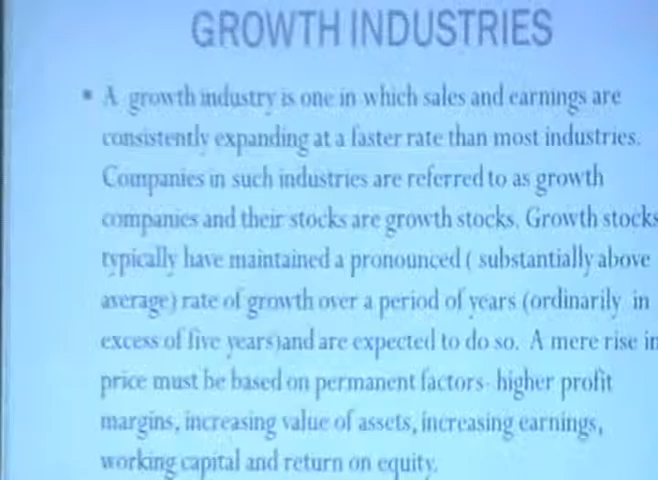 GROWTH INDUSTRIES
• A growth industry is one in which sales and earnings are
consistently expanding at a faster rate than most industries.
Companies in such industries are referred to as growth
companies and their stocks are growth stocks. Growth stocks
typically have maintained a pronounced ( substantially above
average) rate of growth over a period of years (ordinarily in
excess of five years)and are expected to do so. A mere rise in
price must be based on permanent factors- higher profit
margins, increasing value of assets, increasing earnings,
working capital and return on equity.